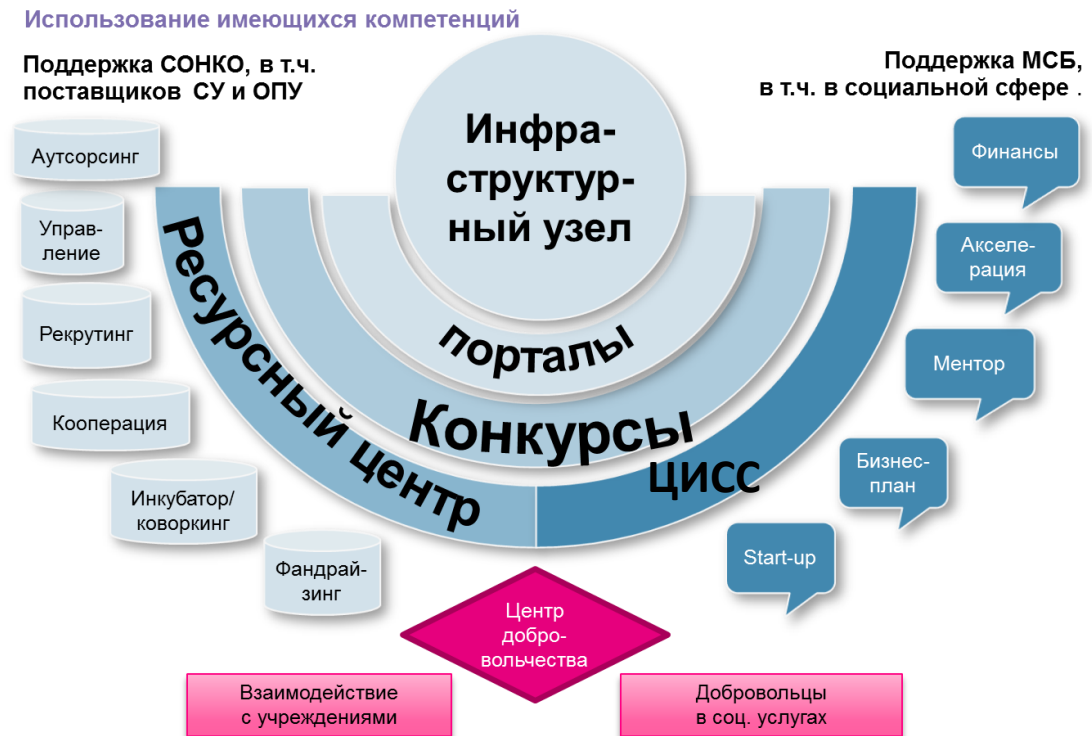 Использование имеющихся компетенций
Поддержка СОНКО, в т.ч.
поставщиков СУ и ОПУ
Поддержка МСБ,
в т.ч. в социальной сфере .
Инфра-
структур-
ный узел
порталы
Конкурсы
Ресурсный центр
ЦИСС
Аутсорсинг
Управ-
ление
Рекрутинг
Кооперация
Инкубатор/
коворкинг
Фандрай-
зинг
Финансы
Акселе-
рация
Ментор
Бизнес-
план
Start-up
Центр
добро-
вольчества
Взаимодействие
с учреждениями
Добровольцы
в соц. услугах